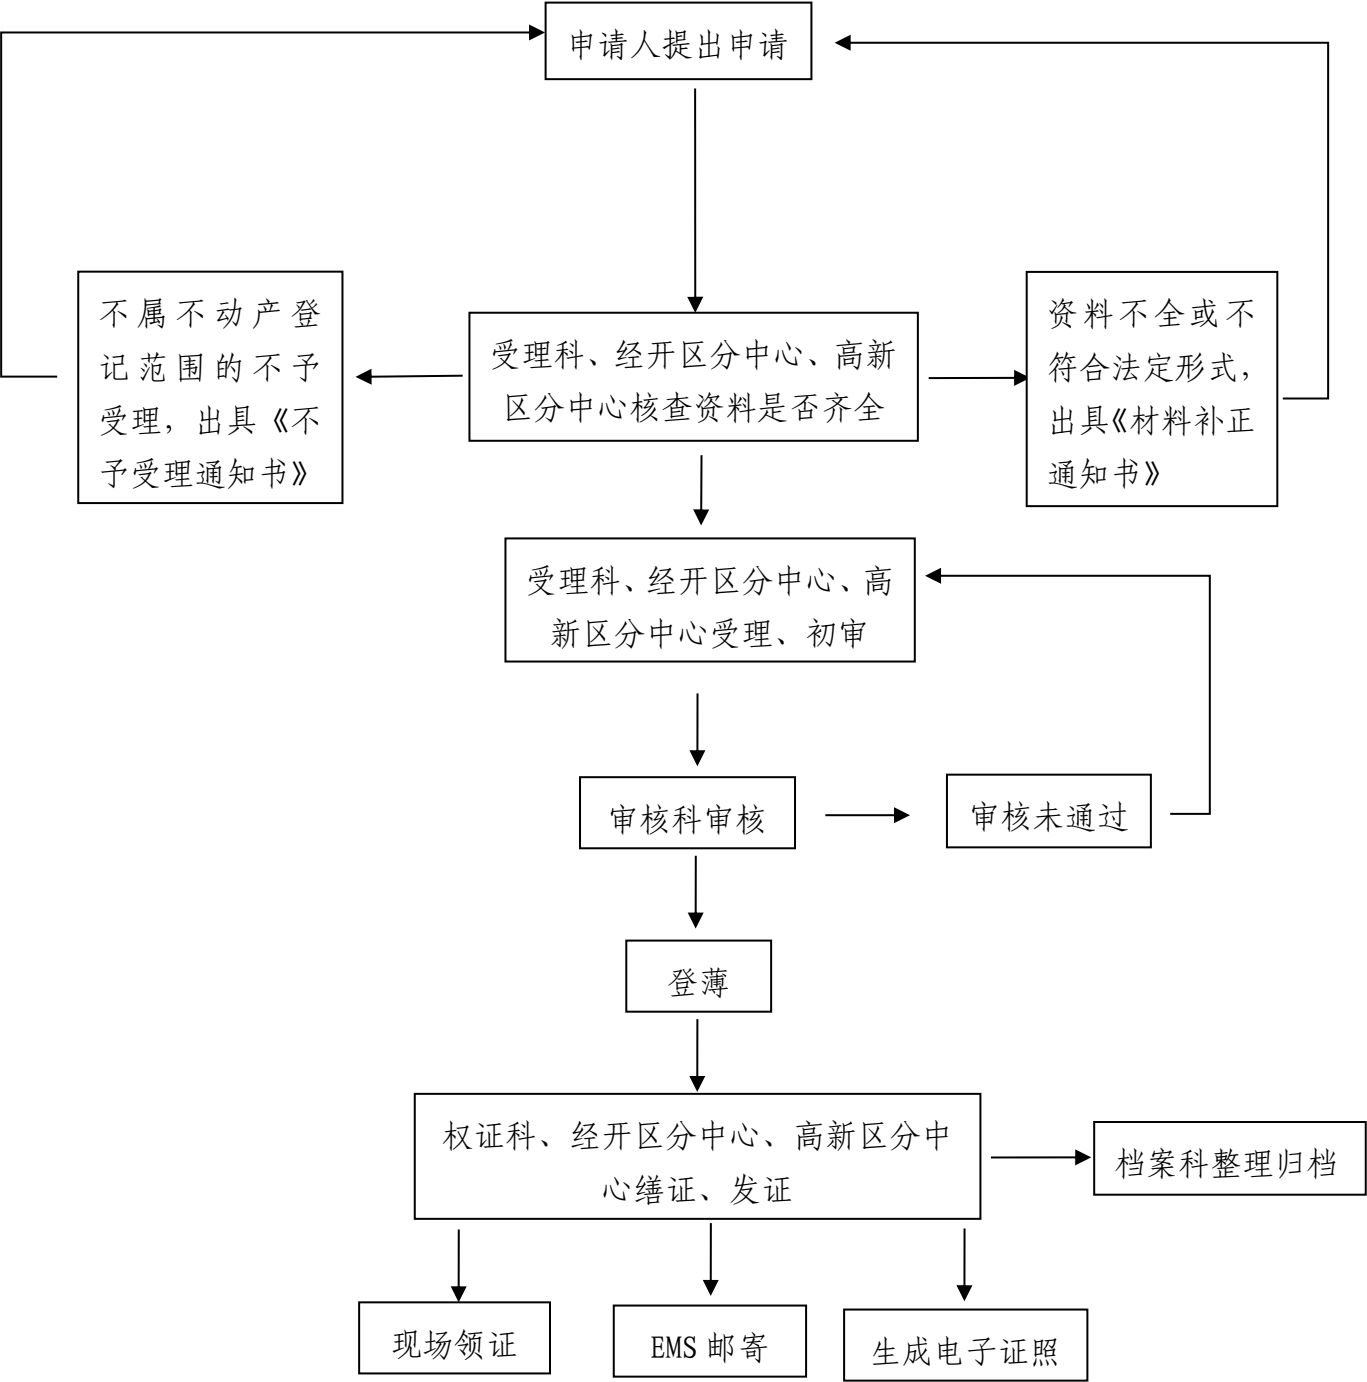 申请人提出申请
不属不动产登
记范围的不予
受理，出具《不
予受理通知书》
受理科、经开区分中心、高新
区分中心核查资料是否齐全
资料不全或不
符合法定形式，
出具《材料补正
通知书》
受理科、经开区分中心、高
新区分中心受理、初审
审核科审核
审核未通过
登薄
权证科、经开区分中心、高新区分中
心缮证、发证
档案科整理归档
现场领证
EMS 邮寄
生成电子证照